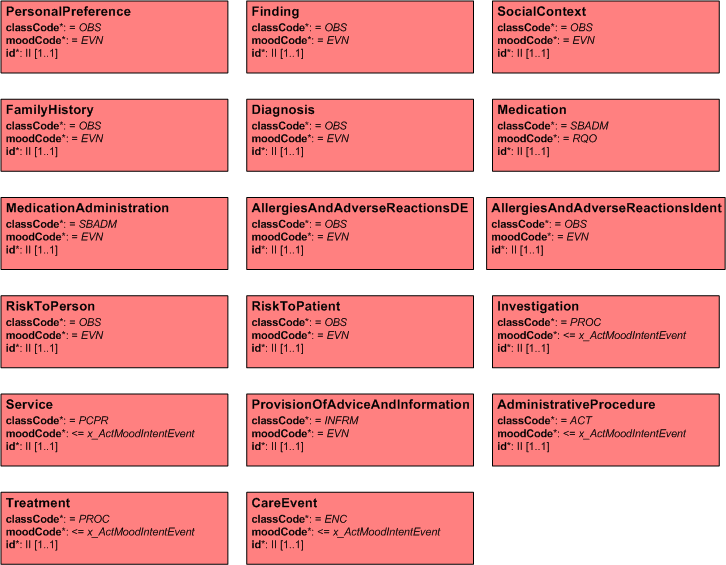 PersonalPreference
classCode*: = OBS
moodCode*: = EVN
id*: II [1..1]
Finding
classCode*: = OBS
moodCode*: = EVN
id*: II [1..1]
SocialContext
classCode*: = OBS
moodCode*: = EVN
id*: II [1..1]
FamilyHistory
classCode*: = OBS
moodCode*: = EVN
id*: II [1..1]
Diagnosis
classCode*: = OBS
moodCode*: = EVN
id*: II [1..1]
Medication
classCode*: = SBADM
moodCode*: = RQO
id*: II [1..1]
MedicationAdministration
classCode*: = SBADM
moodCode*: = EVN
id*: II [1..1]
AllergiesAndAdverseReactionsDE
classCode*: = OBS
moodCode*: = EVN
id*: II [1..1]
AllergiesAndAdverseReactionsIdent
classCode*: = OBS
moodCode*: = EVN
id*: II [1..1]
RiskToPerson
classCode*: = OBS
moodCode*: = EVN
id*: II [1..1]
RiskToPatient
classCode*: = OBS
moodCode*: = EVN
id*: II [1..1]
Investigation
classCode*: = PROC
moodCode*: <= x_ActMoodIntentEvent
id*: II [1..1]
Service
classCode*: = PCPR
moodCode*: <= x_ActMoodIntentEvent
id*: II [1..1]
ProvisionOfAdviceAndInformation
classCode*: = INFRM
moodCode*: = EVN
id*: II [1..1]
AdministrativeProcedure
classCode*: = ACT
moodCode*: <= x_ActMoodIntentEvent
id*: II [1..1]
Treatment
classCode*: = PROC
moodCode*: <= x_ActMoodIntentEvent
id*: II [1..1]
CareEvent
classCode*: = ENC
moodCode*: <= x_ActMoodIntentEvent
id*: II [1..1]